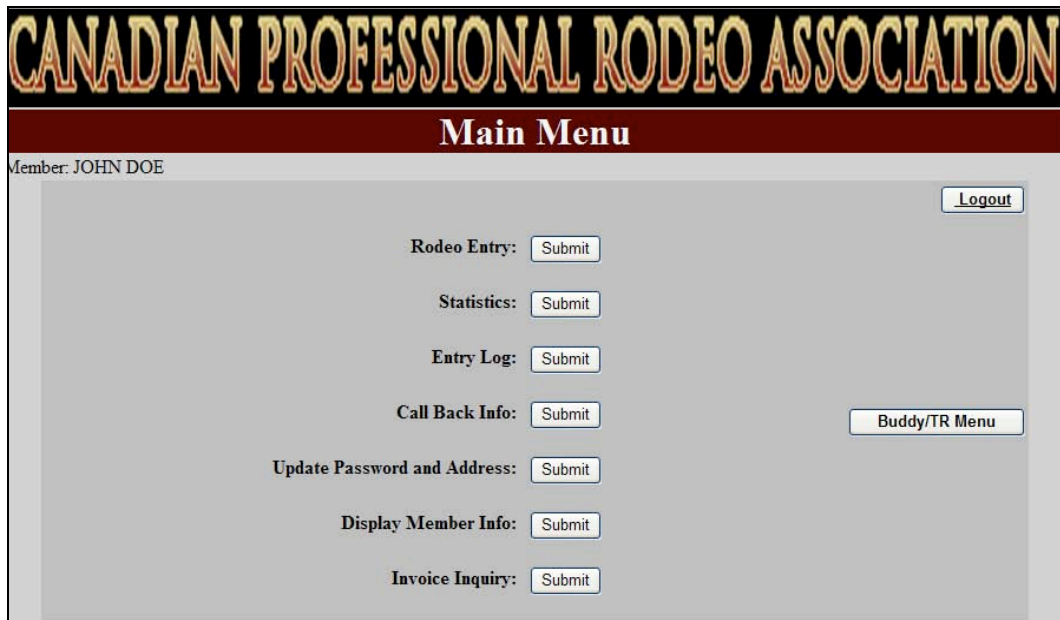 CANADIAN PROFESSIONAL RODEO ASSOCIATION
Main Menu
Member: JOHN DOE
Logout
Rodeo Entry: Submit
Statistics: Submit
Entry Log: Submit
Call Back Info: Submit
Buddy/TR Menu
Update Password and Address: Submit
Display Member Info: Submit
Invoice Inquiry: Submit